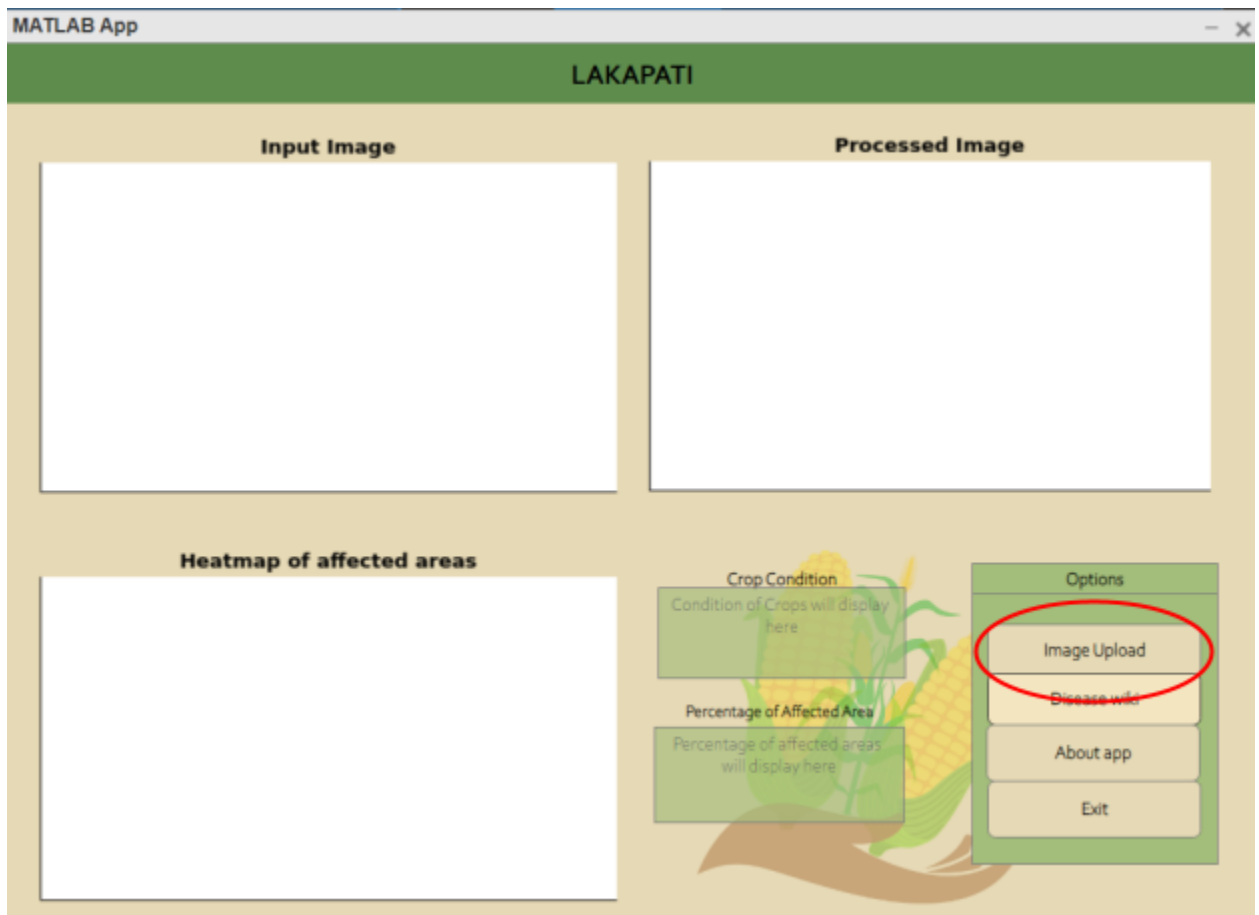 MATLAB App
LAKAPATI
Input Image
Processed Image
Heatmap of affected areas
Crop Condition
Condition of Crops will display
here
Percentage of Affected Area
Percentage of affected areas
will display here
Options
Image Upload
Disease wiki
About app
Exit